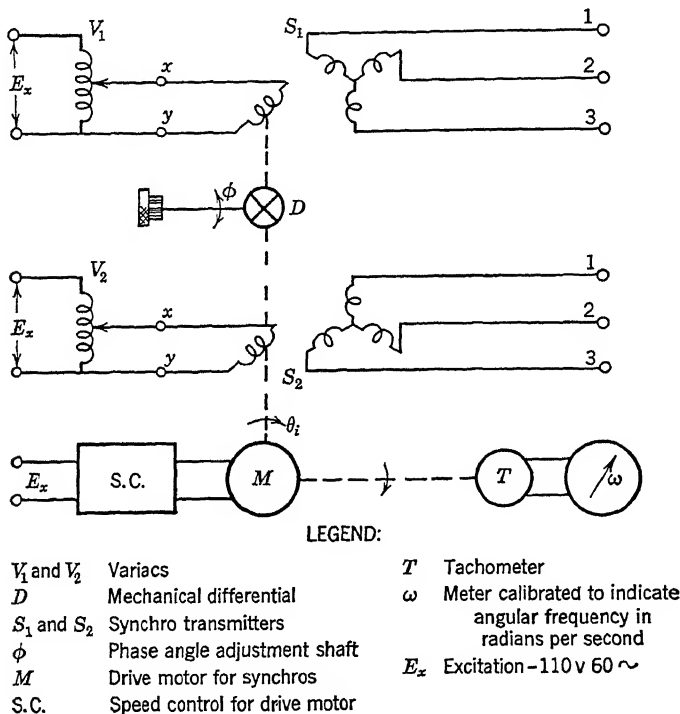 V₁
Eₓ
x
y
S₁
1
2
3
ϕ
D
V₂
Eₓ
x
y
S₂
1
2
3
θᵢ
Eₓ
S.C.
M
T
ω
LEGEND:
V₁ and V₂ Variacs
D Mechanical differential
S₁ and S₂ Synchro transmitters
ϕ Phase angle adjustment shaft
M Drive motor for synchros
S.C. Speed control for drive motor
T Tachometer
ω Meter calibrated to indicate
angular frequency in
radians per second
Eₓ Excitation-110 v 60 ~